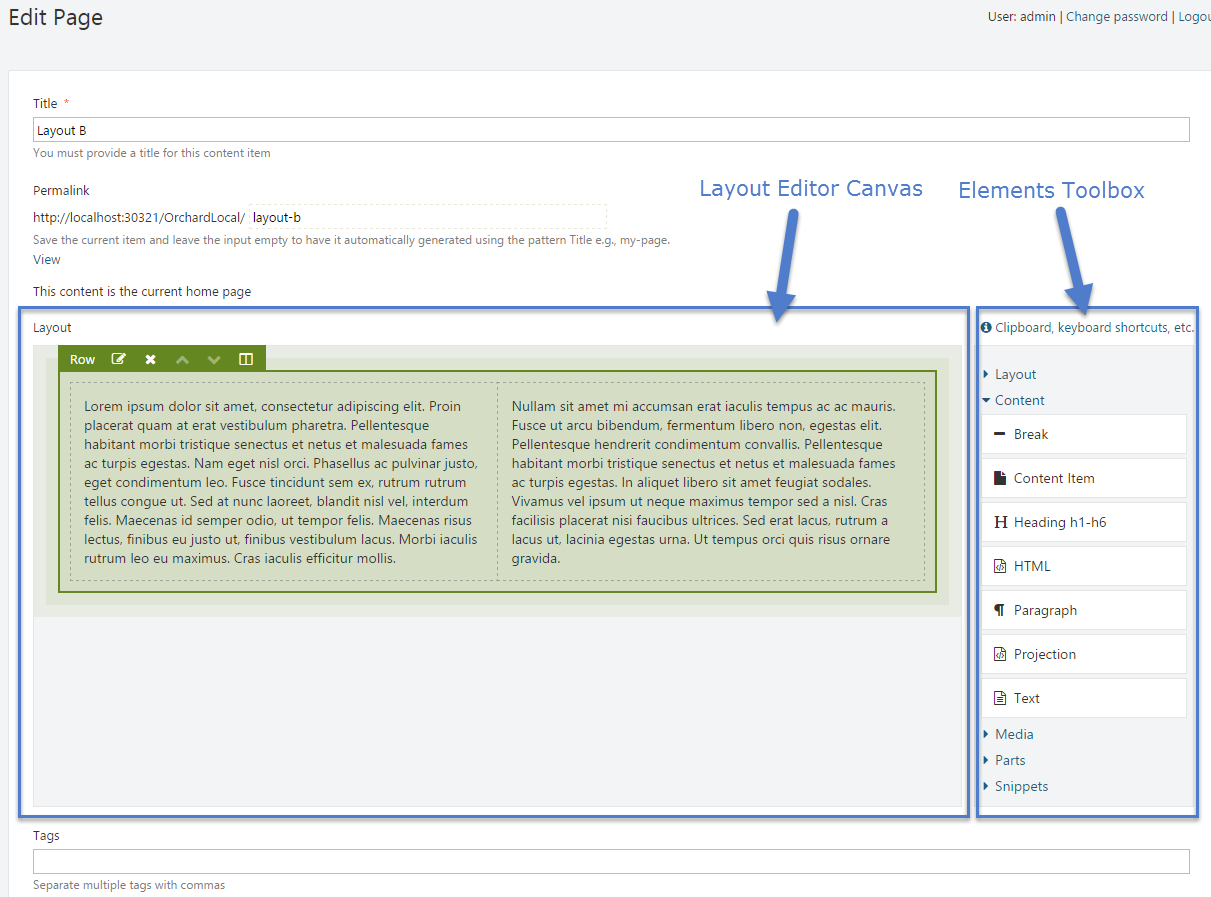 Edit Page
User: admin | Change password | Logou
Title *
Layout B
You must provide a title for this content item
Permalink
http://localhost:30321/OrchardLocal/ layout-b
Save the current item and leave the input empty to have it automatically generated using the pattern Title e.g., my-page.
View
This content is the current home page
Layout Editor Canvas
Elements Toolbox
Layout
Row
Lorem ipsum dolor sit amet, consectetur adipiscing elit. Proin
placerat quam at erat vestibulum pharetra. Pellentesque
habitant morbi tristique senectus et netus et malesuada fames
ac turpis egestas. Nam eget nisl orci. Phasellus ac pulvinar justo,
eget condimentum leo. Fusce tincidunt sem ex, rutrum rutrum
tellus congue ut. Sed at nunc laoreet, blandit nisl vel, interdum
felis. Maecenas id semper odio, ut tempor felis. Maecenas risus
lectus, finibus eu justo ut, finibus vestibulum lacus. Morbi iaculis
rutrum leo eu maximus. Cras iaculis efficitur mollis.
Nullam sit amet mi accumsan erat iaculis tempus ac ac mauris.
Fusce ut arcu bibendum, fermentum libero non, egestas elit.
Pellentesque hendrerit condimentum convallis. Pellentesque
habitant morbi tristique senectus et netus et malesuada fames
ac turpis egestas. In aliquet libero sit amet feugiat sodales.
Vivamus vel ipsum ut neque maximus tempor sed a nisl. Cras
facilisis placerat nisi faucibus ultrices. Sed erat lacus, rutrum a
lacus ut, lacinia egestas urna. Ut tempus orci quis risus ornare
gravida.
Clipboard, keyboard shortcuts, etc.
Layout
Content
Break
Content Item
H Heading h1-h6
HTML
¶ Paragraph
Projection
Text
Media
Parts
Snippets
Tags
Separate multiple tags with commas